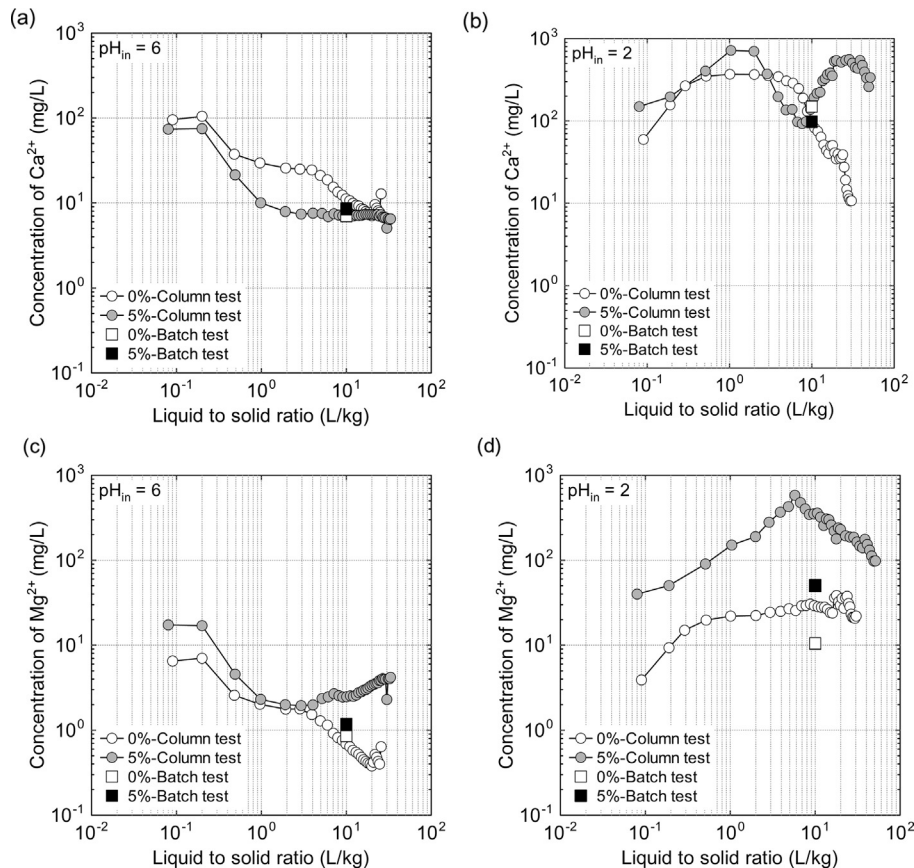 (a)
pH_in = 6
Concentration of Ca²⁺ (mg/L)
10³
10²
10¹
10⁰
10⁻¹
0%-Column test
5%-Column test
0%-Batch test
5%-Batch test
10⁻² 10⁻¹ 10⁰ 10¹ 10²
Liquid to solid ratio (L/kg)
(b)
pH_in = 2
Concentration of Ca²⁺ (mg/L)
10³
10²
10¹
10⁰
10⁻¹
0%-Column test
5%-Column test
0%-Batch test
5%-Batch test
10⁻² 10⁻¹ 10⁰ 10¹ 10²
Liquid to solid ratio (L/kg)
(c)
pH_in = 6
Concentration of Mg²⁺ (mg/L)
10³
10²
10¹
10⁰
10⁻¹
0%-Column test
5%-Column test
0%-Batch test
5%-Batch test
10⁻² 10⁻¹ 10⁰ 10¹ 10²
Liquid to solid ratio (L/kg)
(d)
pH_in = 2
Concentration of Mg²⁺ (mg/L)
10³
10²
10¹
10⁰
10⁻¹
0%-Column test
5%-Column test
0%-Batch test
5%-Batch test
10⁻² 10⁻¹ 10⁰ 10¹ 10²
Liquid to solid ratio (L/kg)